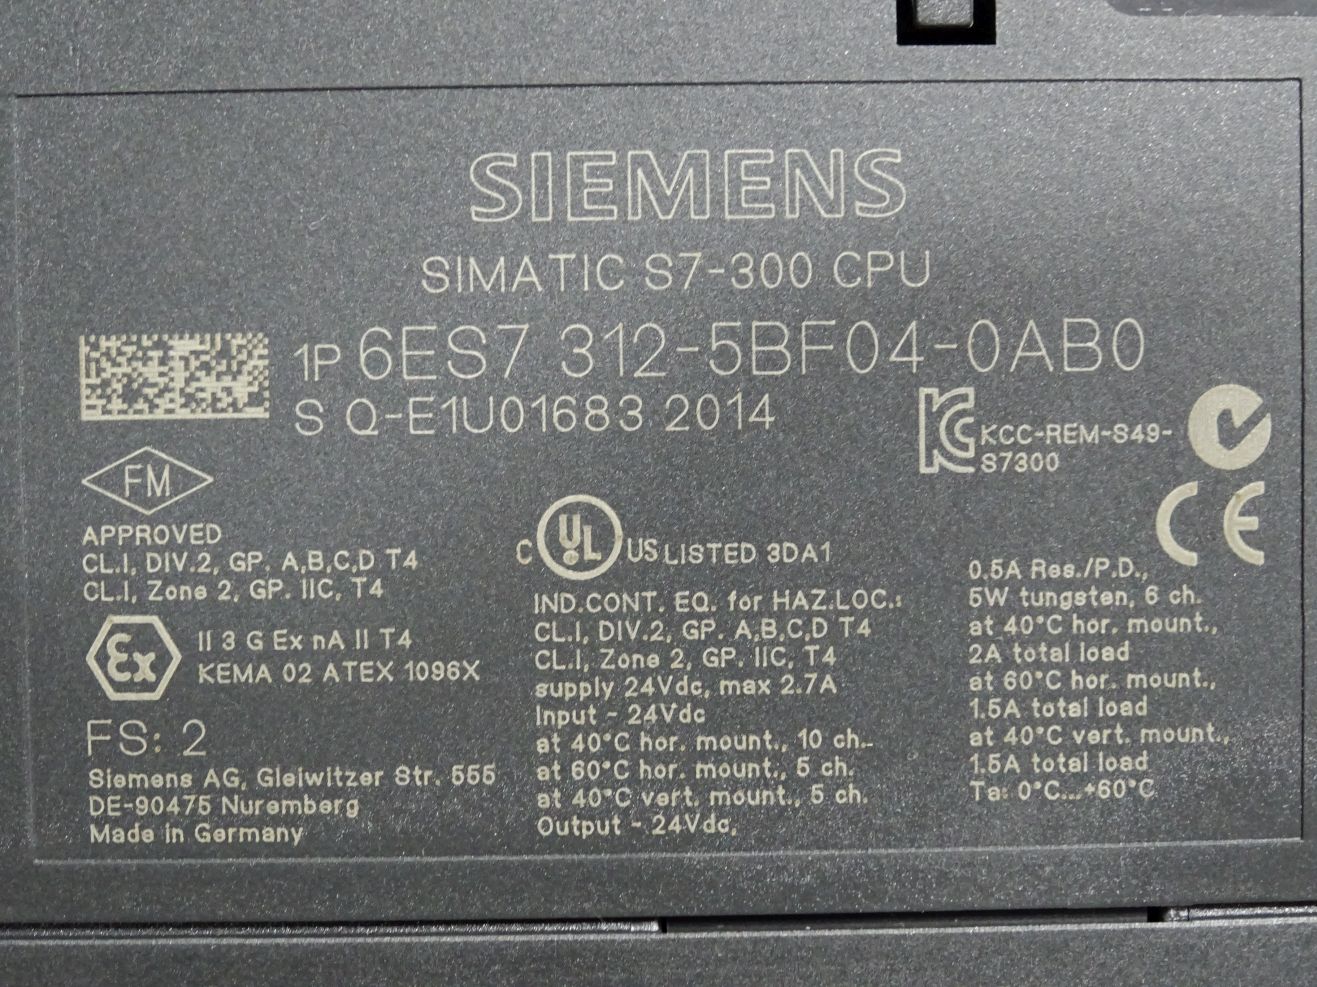 SIEMENS
SIMATIC S7-300 CPU
1P 6ES7 312-5BF04-0AB0
S Q-E1U01683 2014
KCC-REM-S49-
S7300
FM
APPROVED
CL.I, DIV.2, GP. A,B,C,D T4
CL.I, Zone 2, GP. IIC, T4
Ex
II 3 G Ex nA II T4
KEMA 02 ATEX 1096X
FS: 2
Siemens AG, Gleiwitzer Str. 555
DE-90475 Nuremberg
Made in Germany
C UL US LISTED 3DA1
IND.CONT. EQ. for HAZ.LOC.:
CL.I, DIV.2, GP. A,B,C,D T4
CL.I, Zone 2, GP. IIC, T4
supply 24Vdc, max 2.7A
Input - 24Vdc
at 40°C hor. mount., 10 ch.-
at 60°C hor. mount., 5 ch.
at 40°C vert. mount., 5 ch.
Output - 24Vdc,
CE
0.5A Res./P.D.,
5W tungsten, 6 ch.
at 40°C hor. mount.,
2A total load
at 60°C hor. mount.,
1.5A total load
at 40°C vert. mount.,
1.5A total load
Ta: 0°C...+60°C